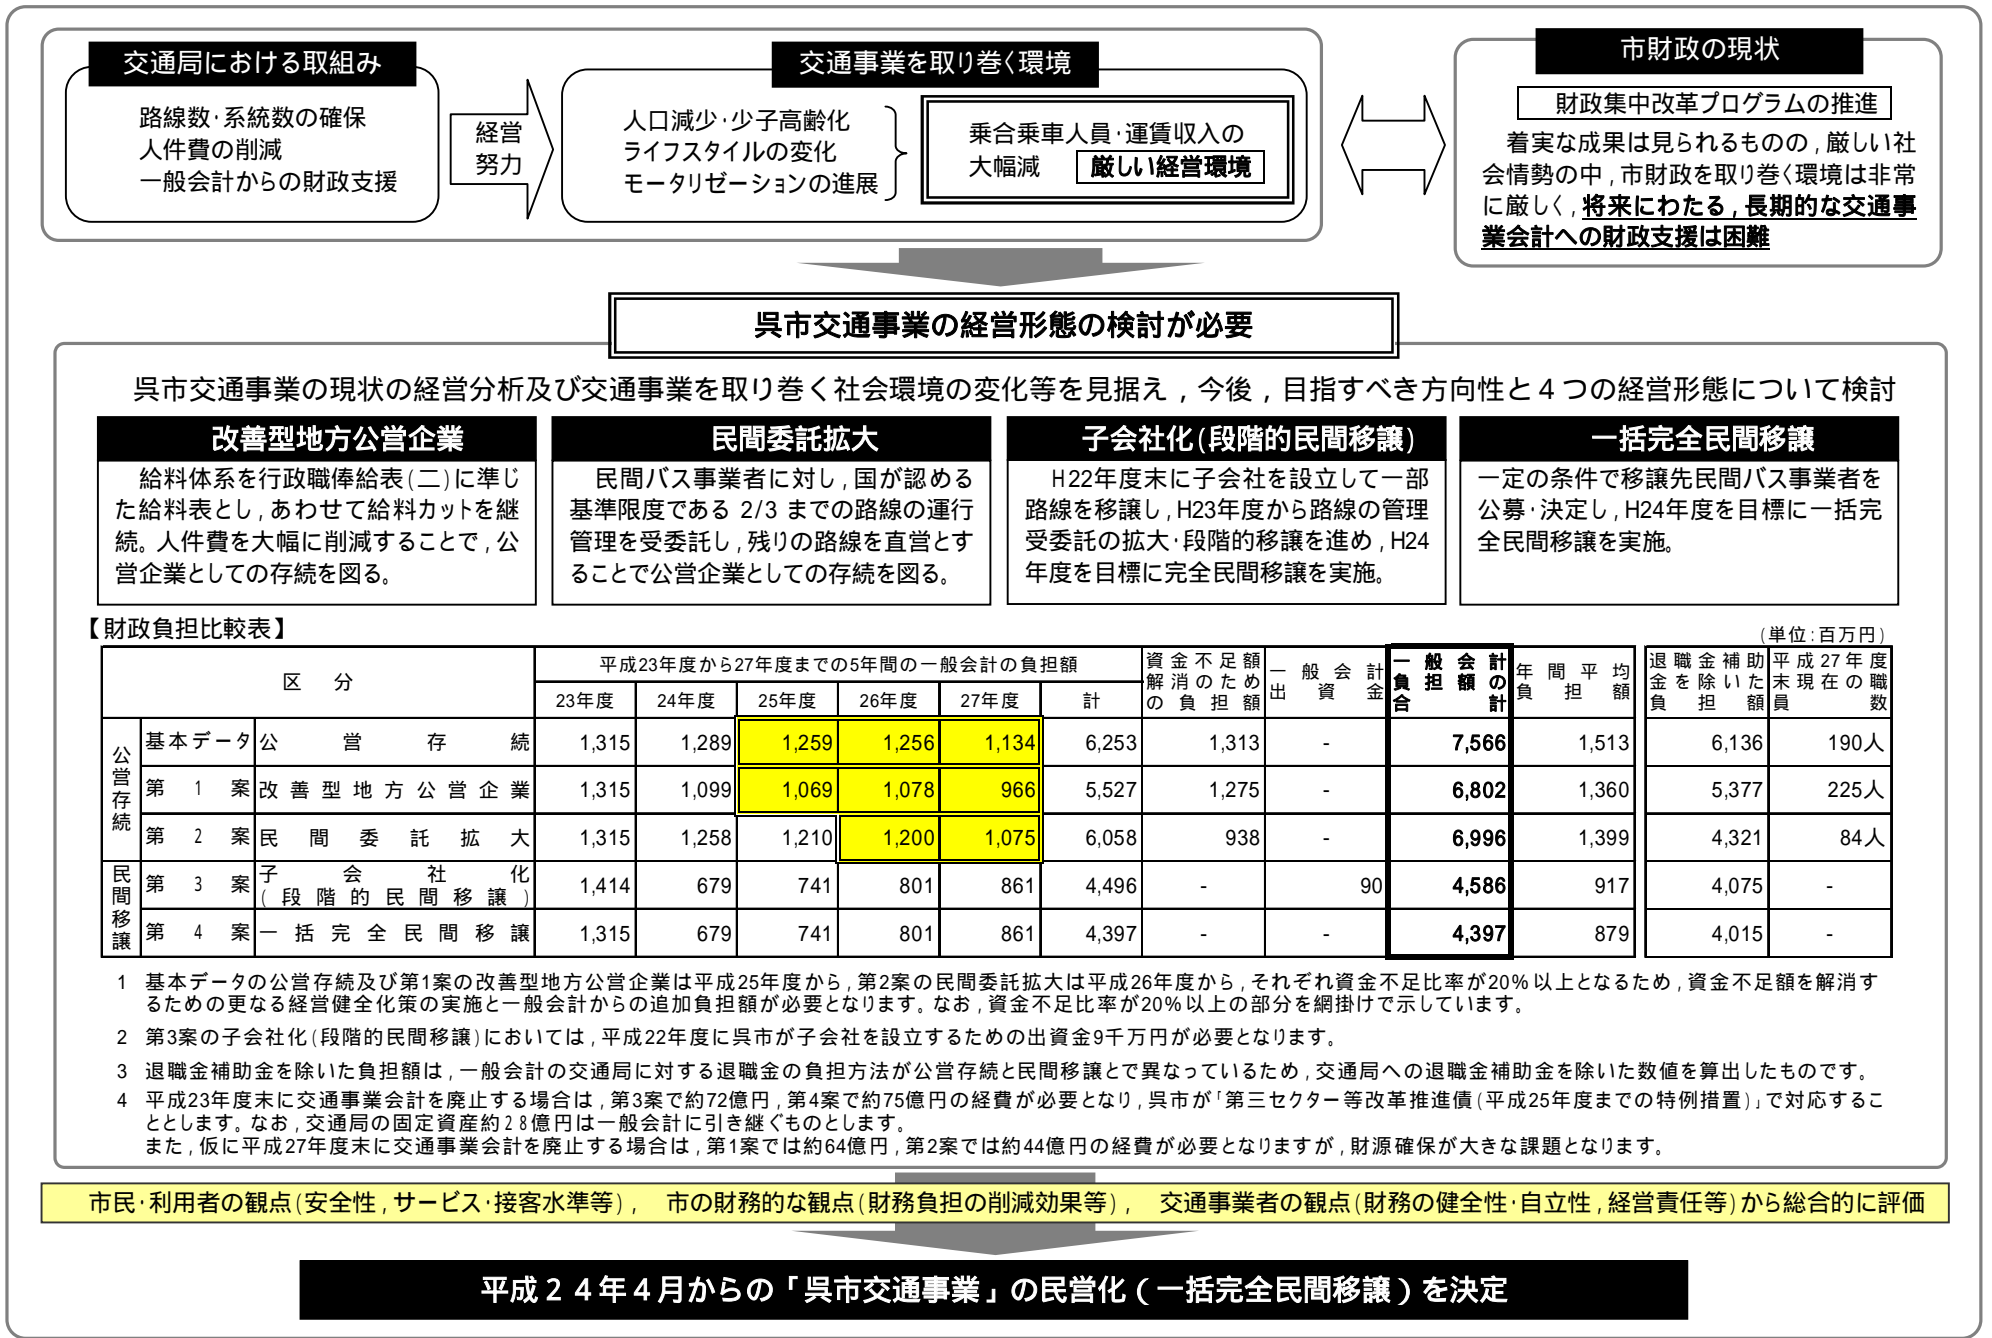 交通局における取組み
路線数・系統数の確保
人件費の削減
一般会計からの財政支援
経営
努力
交通事業を取り巻く環境
人口減少・少子高齢化
ライフスタイルの変化
モータリゼーションの進展
乗合乗車人員・運賃収入の
大幅減 厳しい経営環境
市財政の現状
財政集中改革プログラムの推進
着実な成果は見られるものの,厳しい社
会情勢の中,市財政を取り巻く環境は非常
に厳しく,将来にわたる,長期的な交通事
業会計への財政支援は困難
呉市交通事業の経営形態の検討が必要
呉市交通事業の現状の経営分析及び交通事業を取り巻く社会環境の変化等を見据え,今後,目指すべき方向性と4つの経営形態について検討
改善型地方公営企業
給料体系を行政職俸給表(二)に準じ
た給料表とし,あわせて給料カットを継
続。人件費を大幅に削減することで,公
営企業としての存続を図る。
民間委託拡大
民間バス事業者に対し,国が認める
基準限度である 2/3 までの路線の運行
管理を受委託し,残りの路線を直営とす
ることで公営企業としての存続を図る。
子会社化(段階的民間移譲)
H22年度末に子会社を設立して一部
路線を移譲し,H23年度から路線の管理
受委託の拡大・段階的移譲を進め,H24
年度を目標に完全民間移譲を実施。
一括完全民間移譲
一定の条件で移譲先民間バス事業者を
公募・決定し,H24年度を目標に一括完
全民間移譲を実施。
【財政負担比較表】
(単位:百万円)
区 分
平成23年度から27年度までの5年間の一般会計の負担額
23年度 24年度 25年度 26年度 27年度 計
資金不足額
解消のため
の負担額
一般会計
出資金
一般会計
負担額の
合計
年間平均
負担額
退職金補助
金を除いた
負担額
平成27年度
末現在の職
員数
公営存続
基本データ 公営存続 1,315 1,289 1,259 1,256 1,134 6,253 1,313 - 7,566 1,513 6,136 190人
第1案 改善型地方公営企業 1,315 1,099 1,069 1,078 966 5,527 1,275 - 6,802 1,360 5,377 225人
第2案 民間委託拡大 1,315 1,258 1,210 1,200 1,075 6,058 938 - 6,996 1,399 4,321 84人
民間移譲
第3案 子会社化
(段階的民間移譲) 1,414 679 741 801 861 4,496 - 90 4,586 917 4,075 -
第4案 一括完全民間移譲 1,315 679 741 801 861 4,397 - - 4,397 879 4,015 -
1 基本データの公営存続及び第1案の改善型地方公営企業は平成25年度から,第2案の民間委託拡大は平成26年度から,それぞれ資金不足比率が20%以上となるため,資金不足額を解消す
るための更なる経営健全化策の実施と一般会計からの追加負担額が必要となります。なお,資金不足比率が20%以上の部分を網掛けで示しています。
2 第3案の子会社化(段階的民間移譲)においては,平成22年度に呉市が子会社を設立するための出資金9千万円が必要となります。
3 退職金補助金を除いた負担額は,一般会計の交通局に対する退職金の負担方法が公営存続と民間移譲とで異なっているため,交通局への退職金補助金を除いた数値を算出したものです。
4 平成23年度末に交通事業会計を廃止する場合は,第3案で約72億円,第4案で約75億円の経費が必要となり,呉市が「第三セクター等改革推進債(平成25年度までの特例措置)」で対応するこ
ととします。なお,交通局の固定資産約28億円は一般会計に引き継ぐものとします。
また,仮に平成27年度末に交通事業会計を廃止する場合は,第1案では約64億円,第2案では約44億円の経費が必要となりますが,財源確保が大きな課題となります。
市民・利用者の観点(安全性,サービス・接客水準等), 市の財務的な観点(財務負担の削減効果等), 交通事業者の観点(財務の健全性・自立性,経営責任等)から総合的に評価
平成24年4月からの「呉市交通事業」の民営化(一括完全民間移譲)を決定